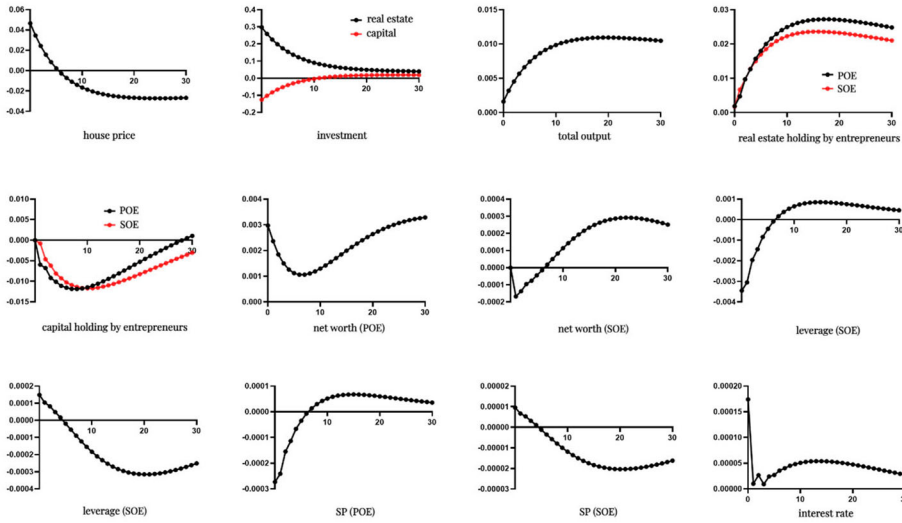 0.06
0.04
0.02
0.00
-0.02
-0.04
10 20 30
house price
0.4
0.3
0.2
0.1
0.0
-0.1
-0.2
real estate
capital
10 20 30
investment
0.015
0.010
0.005
0.000
0 10 20 30
total output
0.03
0.02
0.01
0.00
POE
SOE
0 10 20 30
real estate holding by entrepreneurs
0.010
0.005
0.000
-0.005
-0.010
-0.015
POE
SOE
10 20 30
capital holding by entrepreneurs
0.004
0.003
0.002
0.001
0.000
0 10 20 30
net worth (POE)
0.0004
0.0002
0.0000
-0.0002
10 20 30
net worth (SOE)
0.001
0.000
-0.001
-0.002
-0.003
-0.004
10 20 30
leverage (SOE)
0.0002
0.0001
0.0000
-0.0001
-0.0002
-0.0003
-0.0004
10 20 30
leverage (SOE)
0.0001
0.0000
-0.0001
-0.0002
-0.0003
10 20 30
SP (POE)
0.00002
0.00001
0.00000
-0.00001
-0.00002
-0.00003
10 20 30
SP (SOE)
0.00020
0.00015
0.00010
0.00005
0.00000
0 10 20 30
interest rate